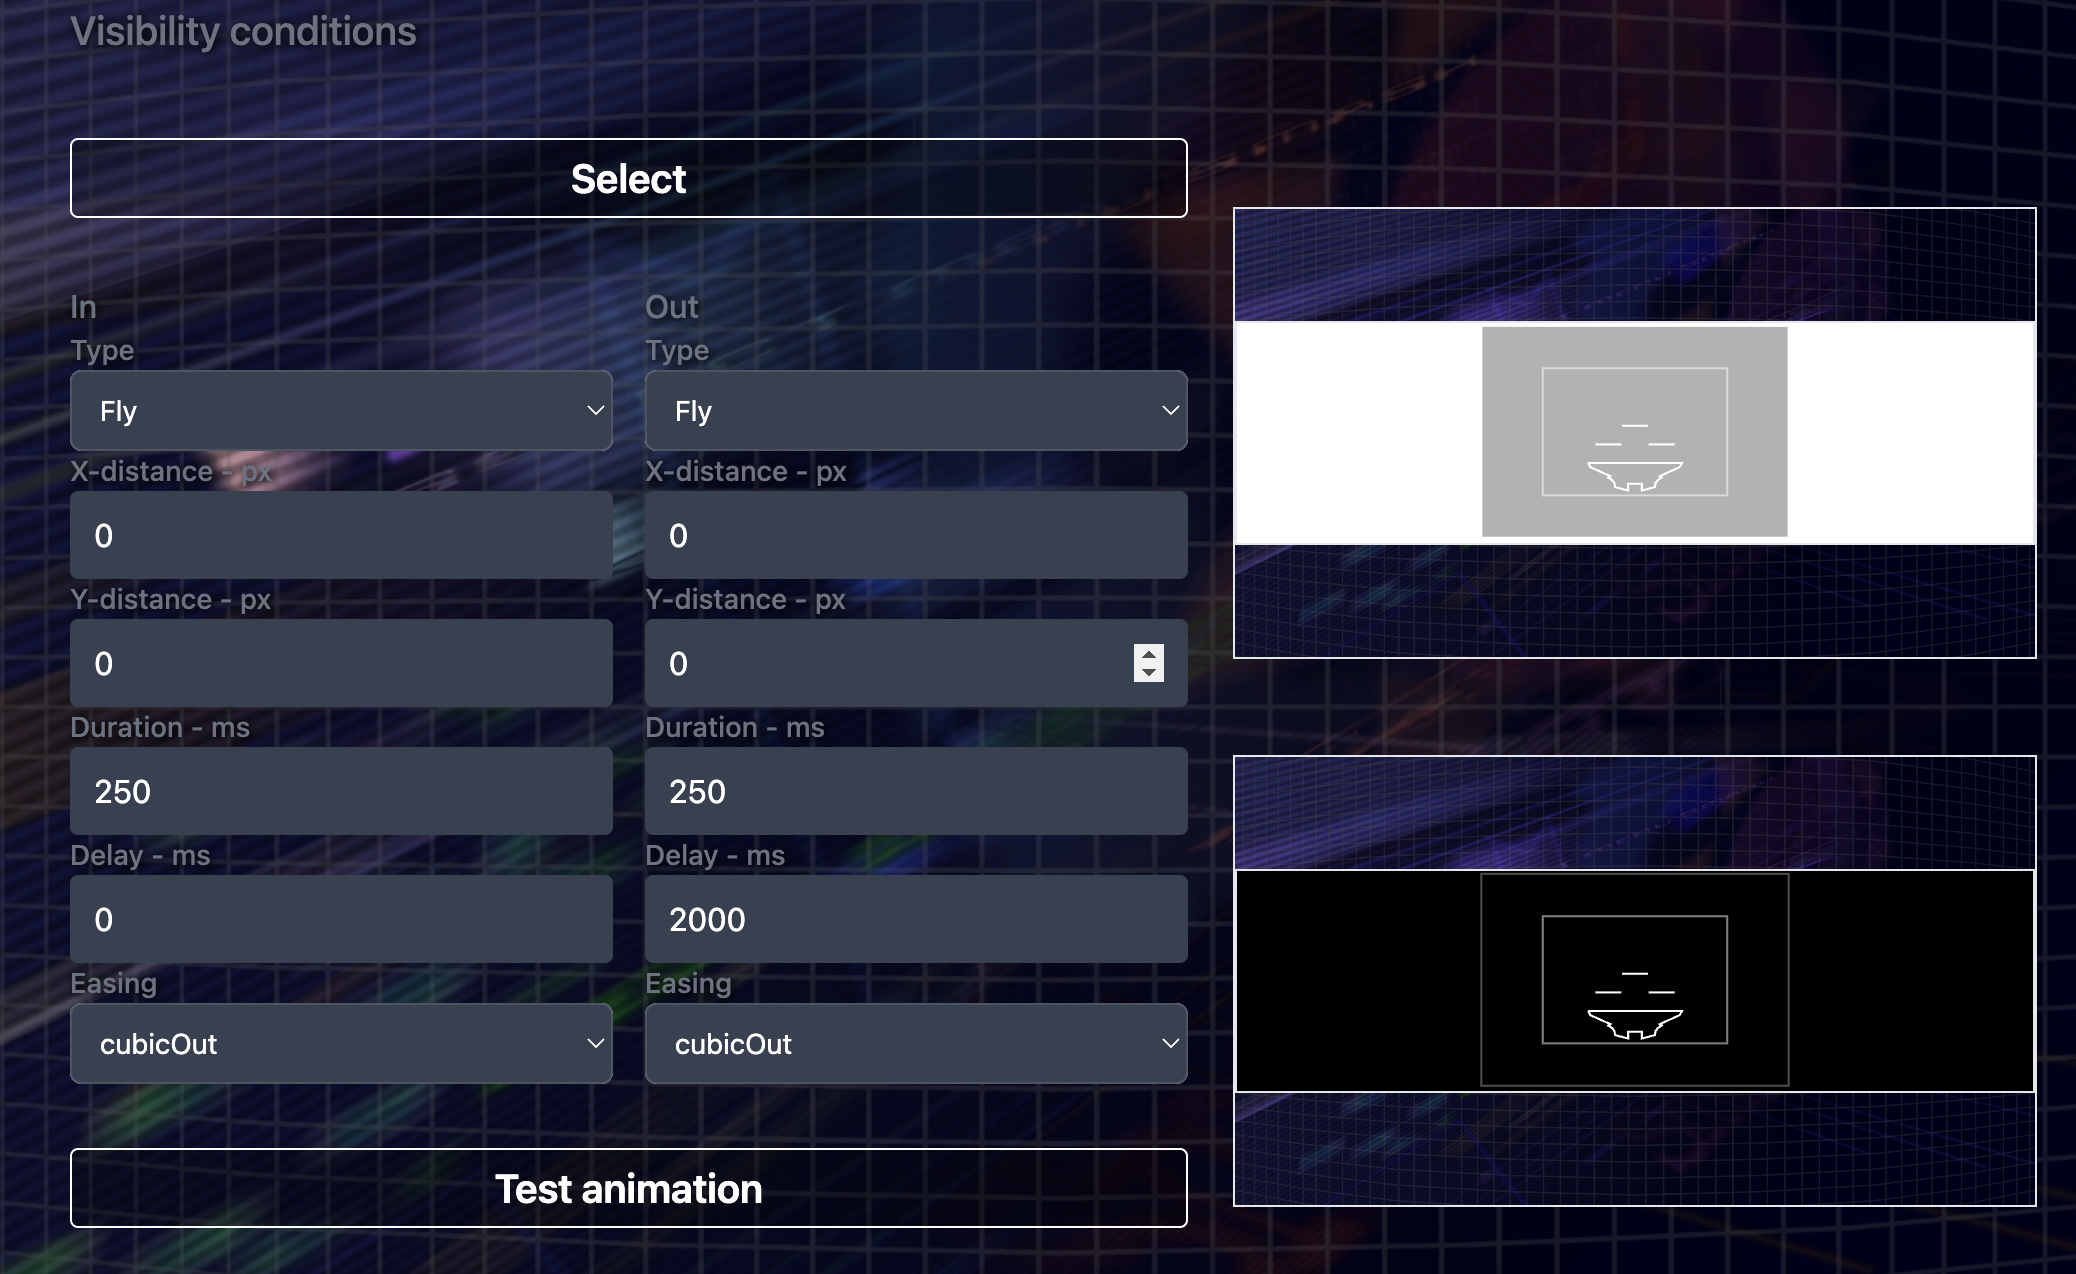 Visibility conditions
Select
In
Type
Fly
X-distance - px
0
Y-distance - px
0
Duration - ms
250
Delay - ms
0
Easing
cubicOut
Out
Type
Fly
X-distance - px
0
Y-distance - px
0
Duration - ms
250
Delay - ms
2000
Easing
cubicOut
Test animation